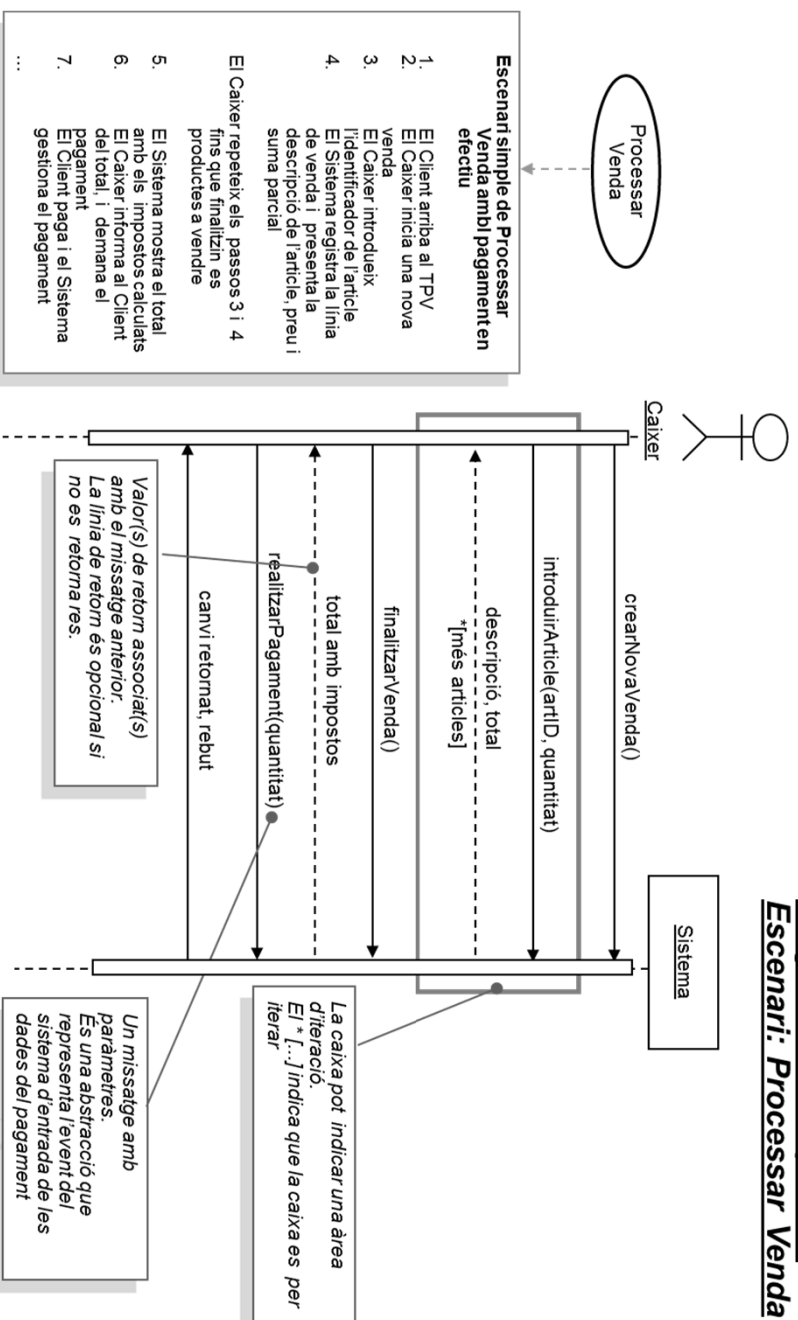 Escenari: Processar Venda
Processar
Venda
Escenari simple de Processar
Venda amb pagament en
efectiu
1. El Client arriba al TPV
2. El Caixer inicia una nova
venda
3. El Caixer introdueix
l'identificador de l'article
4. El Sistema registra la línia
de venda i presenta la
descripció de l'article, preu i
suma parcial
El Caixer repeteix els passos 3 i 4
fins que finalitzin es
productes a vendre
5. El Sistema mostra el total
amb els impostos calculats
6. El Caixer informa al Client
del total, i demana el
pagament
7. El Client paga i el Sistema
gestiona el pagament
...
Caixer
Sistema
crearNovaVenda()
introduirArticle(artID, quantitat)
descripció, total
*[més articles]
finalitzarVenda()
total amb impostos
realitzarPagament(quantitat)
canvi retornat, rebut
Valor(s) de retorn associat(s)
amb el missatge anterior.
La línia de retorn és opcional si
no es retorna res.
La caixa pot indicar una àrea
d'iteració.
El * [...] indica que la caixa es per
iterar
Un missatge amb
paràmetres.
És una abstracció que
representa l'event del
sistema d'entrada de les
dades del pagament